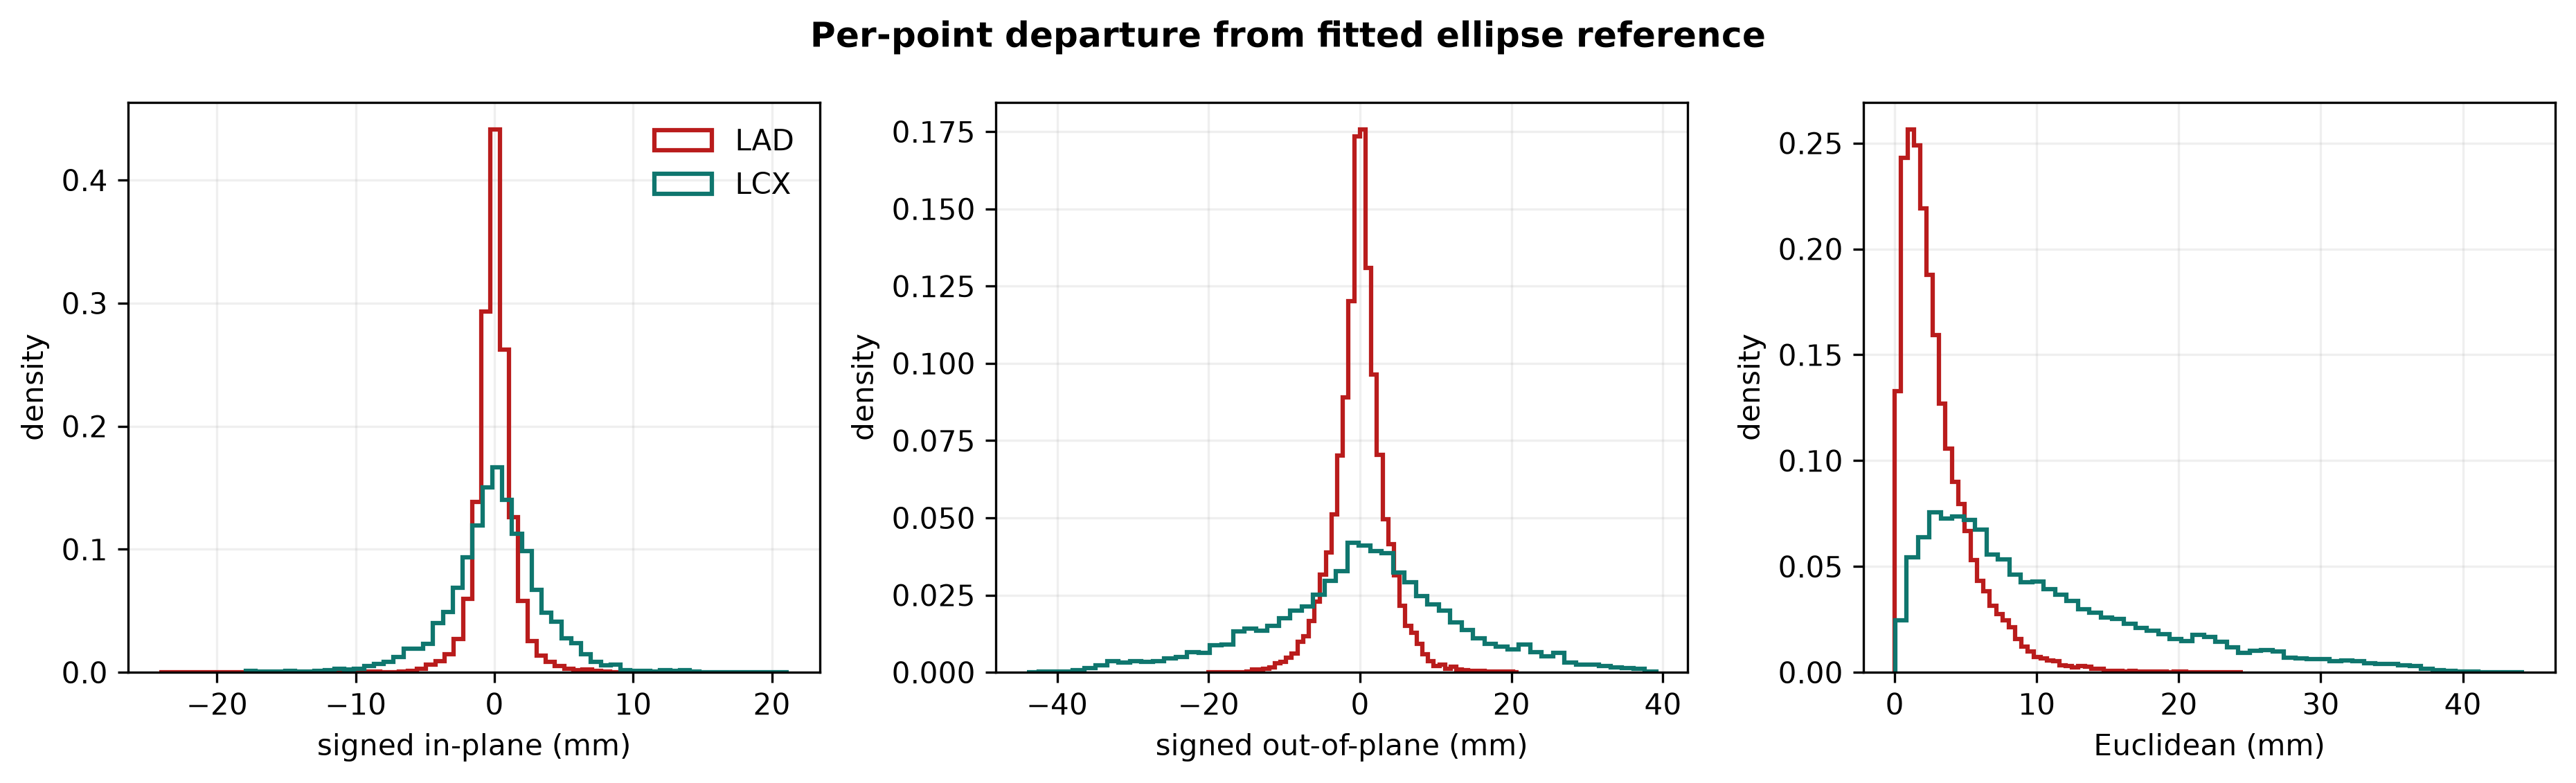 Per-point departure from fitted ellipse reference
density
0.4
0.3
0.2
0.1
0.0
−20 −10 0 10 20
signed in-plane (mm)
LAD
LCX
density
0.175
0.150
0.125
0.100
0.075
0.050
0.025
0.000
−40 −20 0 20 40
signed out-of-plane (mm)
density
0.25
0.20
0.15
0.10
0.05
0.00
0 10 20 30 40
Euclidean (mm)